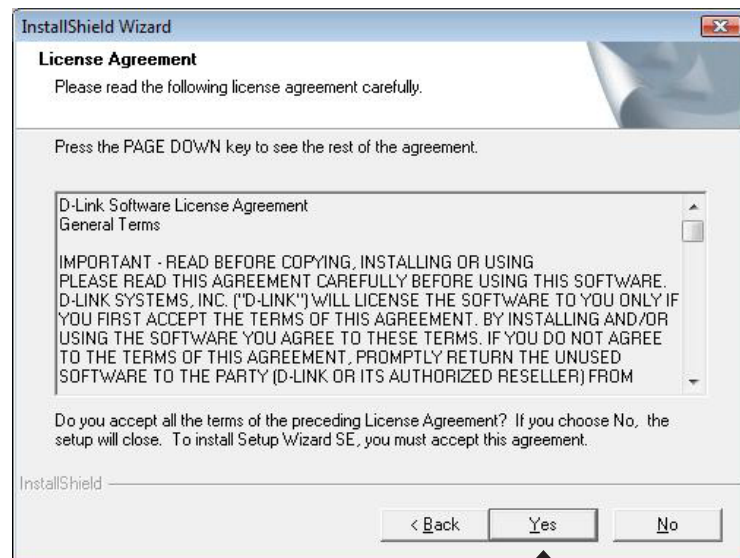 InstallShield Wizard
License Agreement
Please read the following license agreement carefully.
Press the PAGE DOWN key to see the rest of the agreement.
D-Link Software License Agreement
General Terms
IMPORTANT - READ BEFORE COPYING, INSTALLING OR USING
PLEASE READ THIS AGREEMENT CAREFULLY BEFORE USING THIS SOFTWARE.
D-LINK SYSTEMS, INC. ("D-LINK") WILL LICENSE THE SOFTWARE TO YOU ONLY IF
YOU FIRST ACCEPT THE TERMS OF THIS AGREEMENT. BY INSTALLING AND/OR
USING THE SOFTWARE YOU AGREE TO THESE TERMS. IF YOU DO NOT AGREE
TO THE TERMS OF THIS AGREEMENT, PROMPTLY RETURN THE UNUSED
SOFTWARE TO THE PARTY (D-LINK OR ITS AUTHORIZED RESELLER) FROM
Do you accept all the terms of the preceding License Agreement? If you choose No, the
setup will close. To install Setup Wizard SE, you must accept this agreement.
InstallShield
< Back Yes No